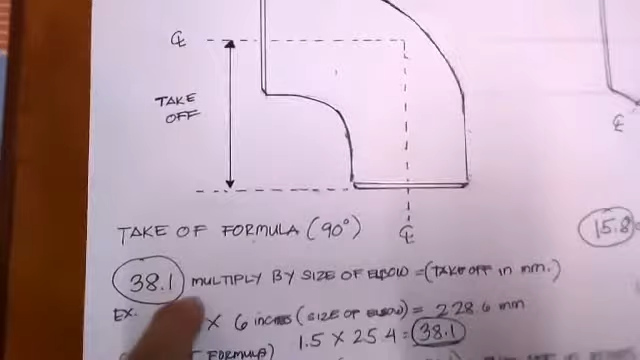 ℄
TAKE
OFF
℄
℄
TAKE OF FORMULA (90°)
15.8
38.1 MULTIPLY BY SIZE OF ELBOW = (TAKE OFF in mm.)
EX.
X 6 inches (SIZE OF ELBOW) = 228.6 mm
1.5 X 25.4 = 38.1
FORMULA)